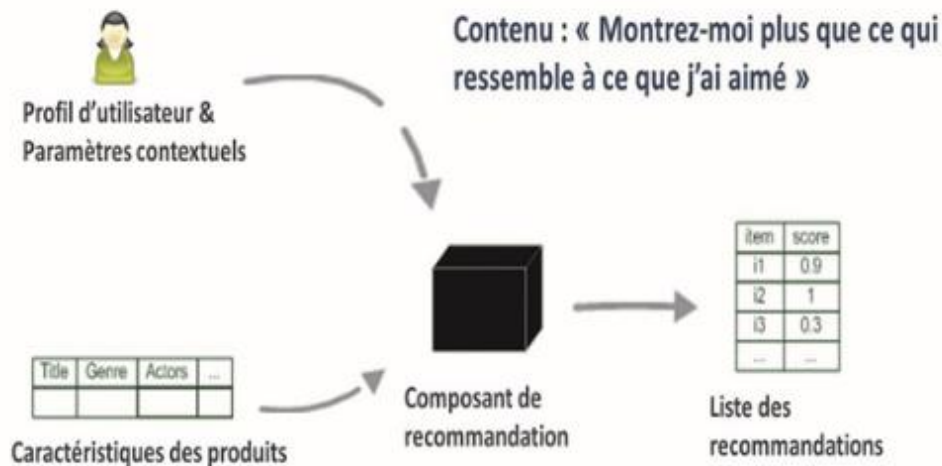 Contenu : « Montrez-moi plus que ce qui
ressemble à ce que j'ai aimé »
Profil d'utilisateur &
Paramètres contextuels
item score
i1 0.9
i2 1
i3 0.3
... ...
Title Genre Actors ...
Caractéristiques des produits
Composant de
recommandation
Liste des
recommandations